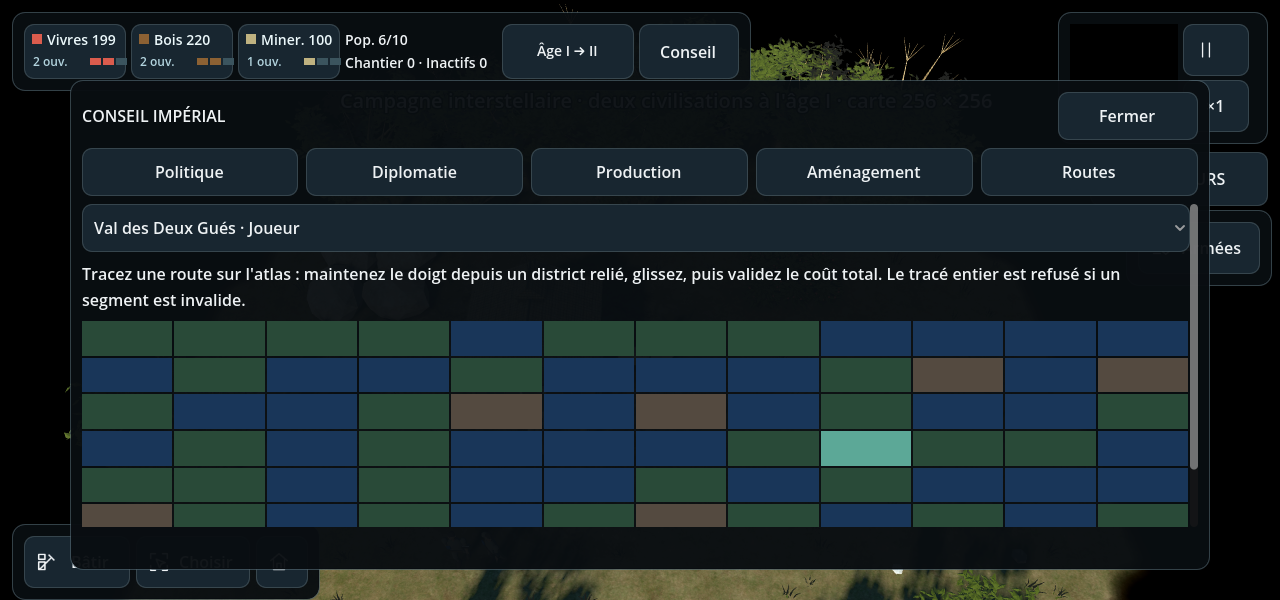 Vivres 199
2 ouv.
Bois 220
2 ouv.
Miner. 100
1 ouv.
Pop. 6/10
Chantier 0 · Inactifs 0
Âge I → II
Conseil
Campagne interstellaire · deux civilisations à l'âge I · carte 256 × 256
×1
CONSEIL IMPÉRIAL
Fermer
Politique
Diplomatie
Production
Aménagement
Routes
RS
Val des Deux Gués · Joueur
mées
Tracez une route sur l'atlas : maintenez le doigt depuis un district relié, glissez, puis validez le coût total. Le tracé entier est refusé si un
segment est invalide.
Bâtir
Choisir